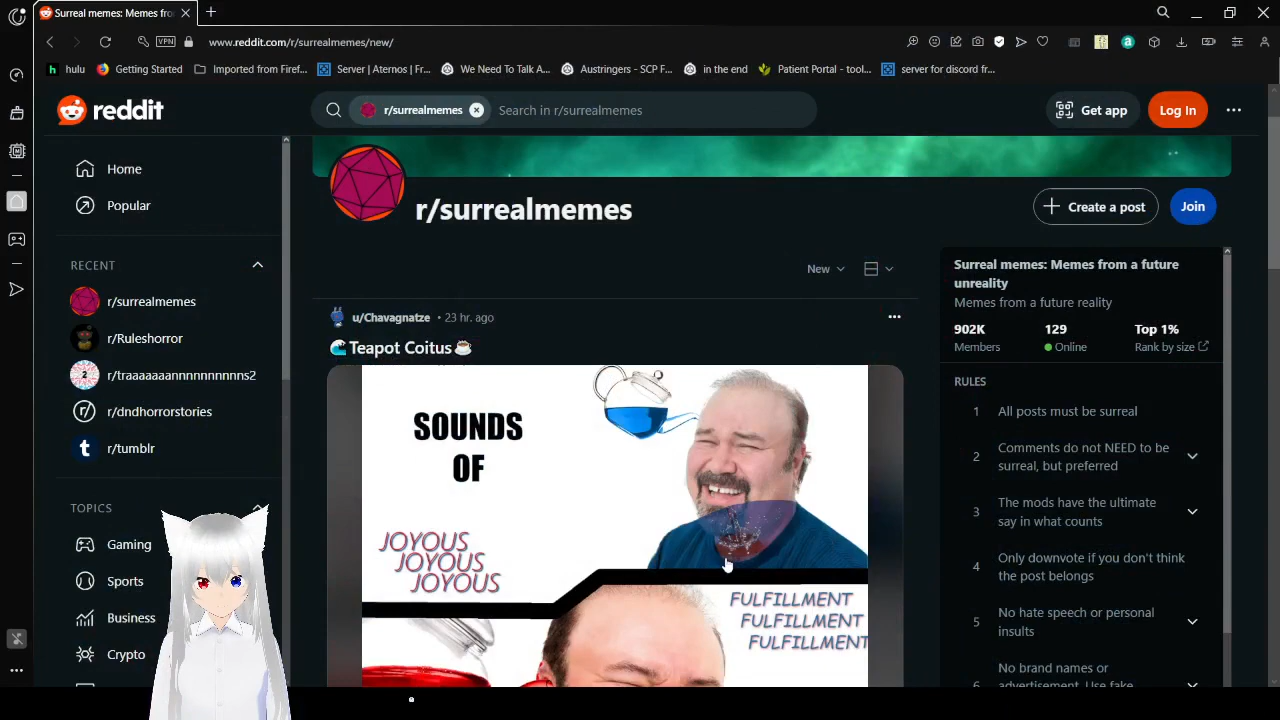 Surreal memes: Memes fro
VPN
www.reddit.com/r/surrealmemes/new/
hulu
Getting Started
Imported from Firef...
Server | Aternos | Fr...
We Need To Talk A...
Austringers - SCP F...
in the end
Patient Portal - tool...
server for discord fr...
reddit
r/surrealmemes
Search in r/surrealmemes
Get app
Log In
Home
Popular
RECENT
r/surrealmemes
r/Ruleshorror
r/traaaaaaannnnnnnnnns2
r/dndhorrorstories
r/tumblr
TOPICS
Gaming
Sports
Business
Crypto
r/surrealmemes
Create a post
Join
New
u/Chavagnatze • 23 hr. ago
🌊Teapot Coitus☕
SOUNDS
OF
JOYOUS
JOYOUS
JOYOUS
FULFILLMENT
FULFILLMENT
FULFILLMENT
Surreal memes: Memes from a future
unreality
Memes from a future reality
902K
Members
129
Online
Top 1%
Rank by size
RULES
1 All posts must be surreal
2 Comments do not NEED to be
surreal, but preferred
3 The mods have the ultimate
say in what counts
4 Only downvote if you don't think
the post belongs
5 No hate speech or personal
insults
6 No brand names or
advertisement. Use fake